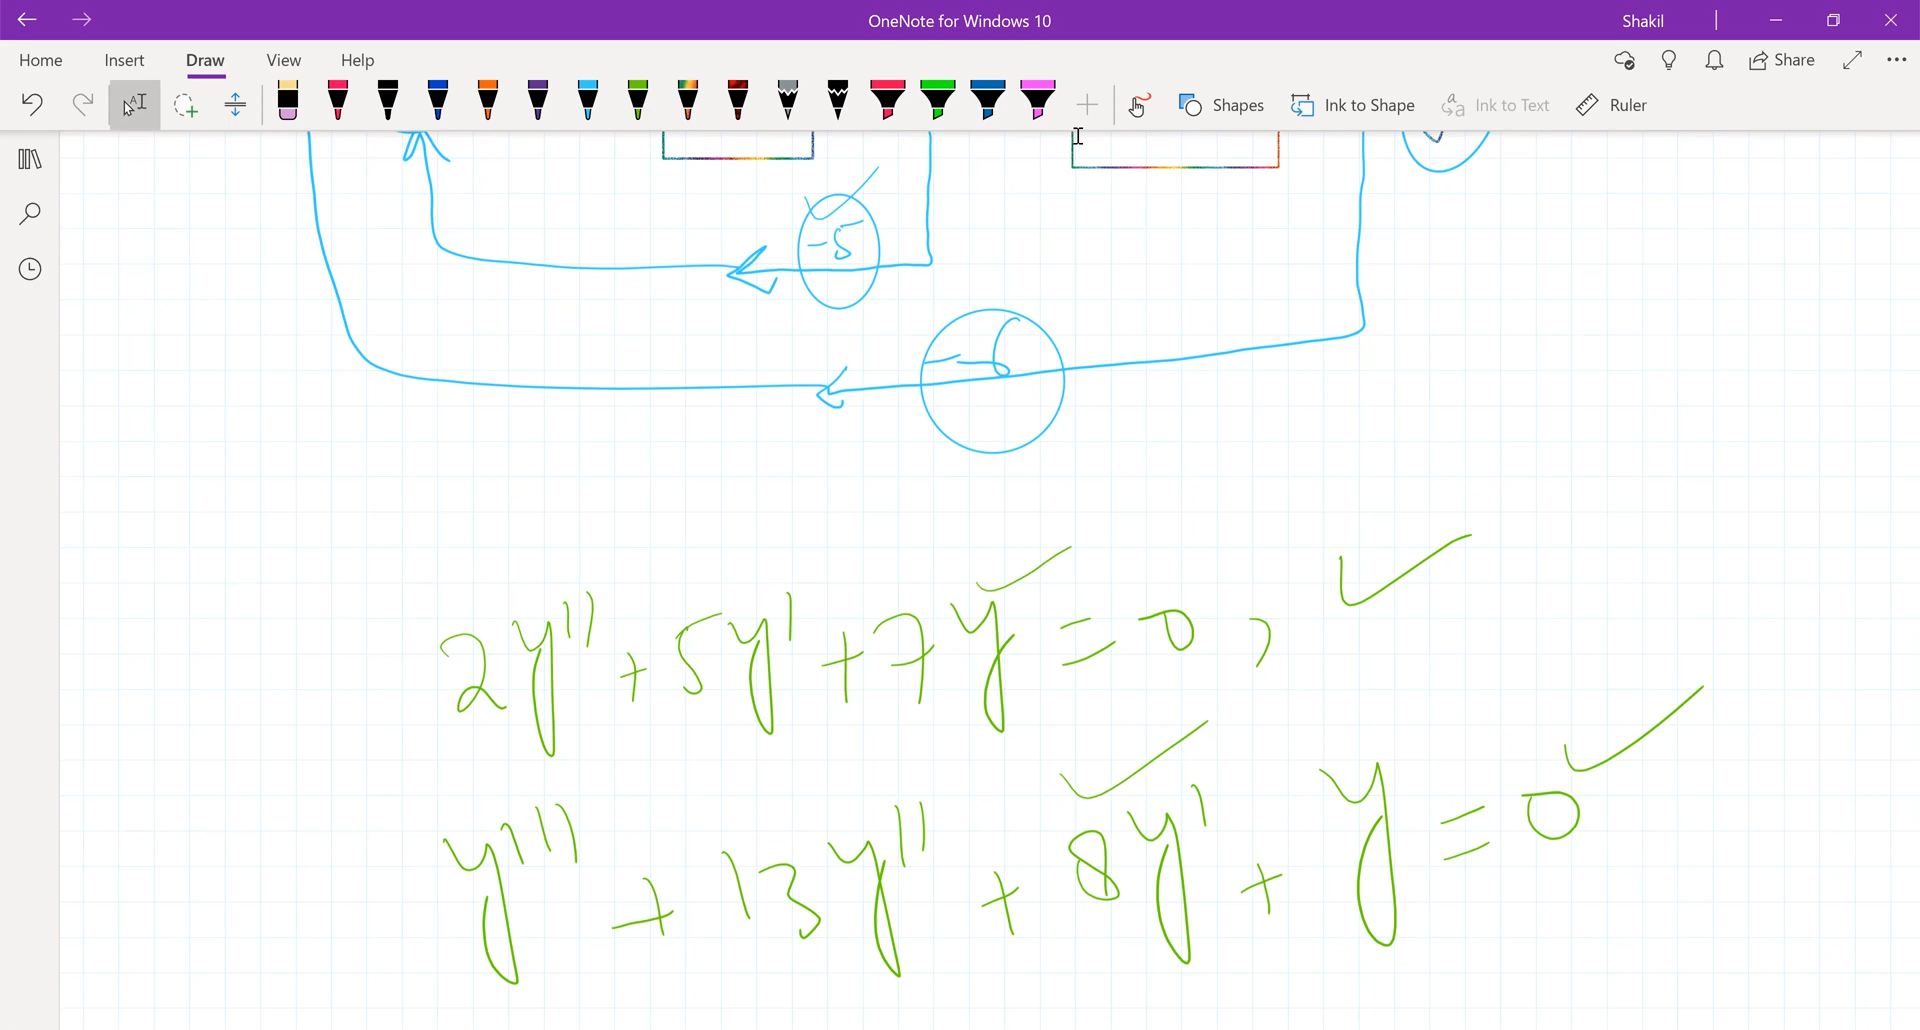 OneNote for Windows 10
Shakil
Home Insert Draw View Help
Share
Shapes Ink to Shape Ink to Text Ruler
-5
-6
2y'' + 5y' + 7y = 0 ,
y''' + 13y'' + 8y' + y = 0